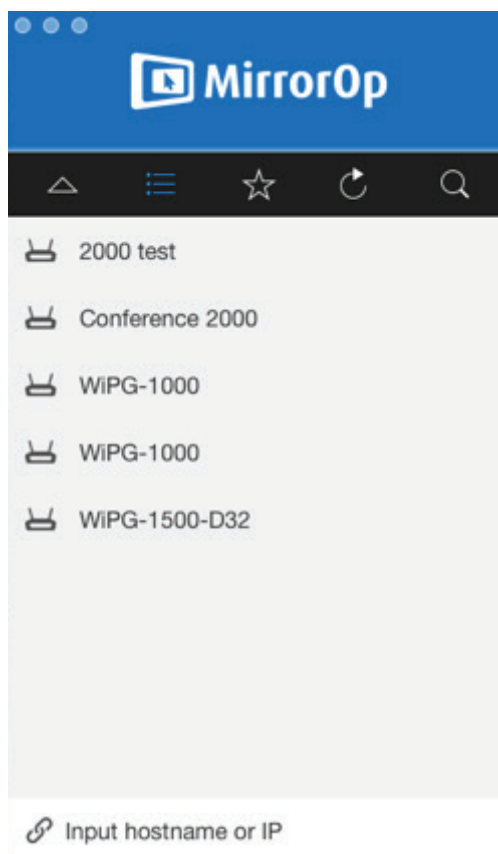 MirrorOp
2000 test
Conference 2000
WiPG-1000
WiPG-1000
WiPG-1500-D32
Input hostname or IP